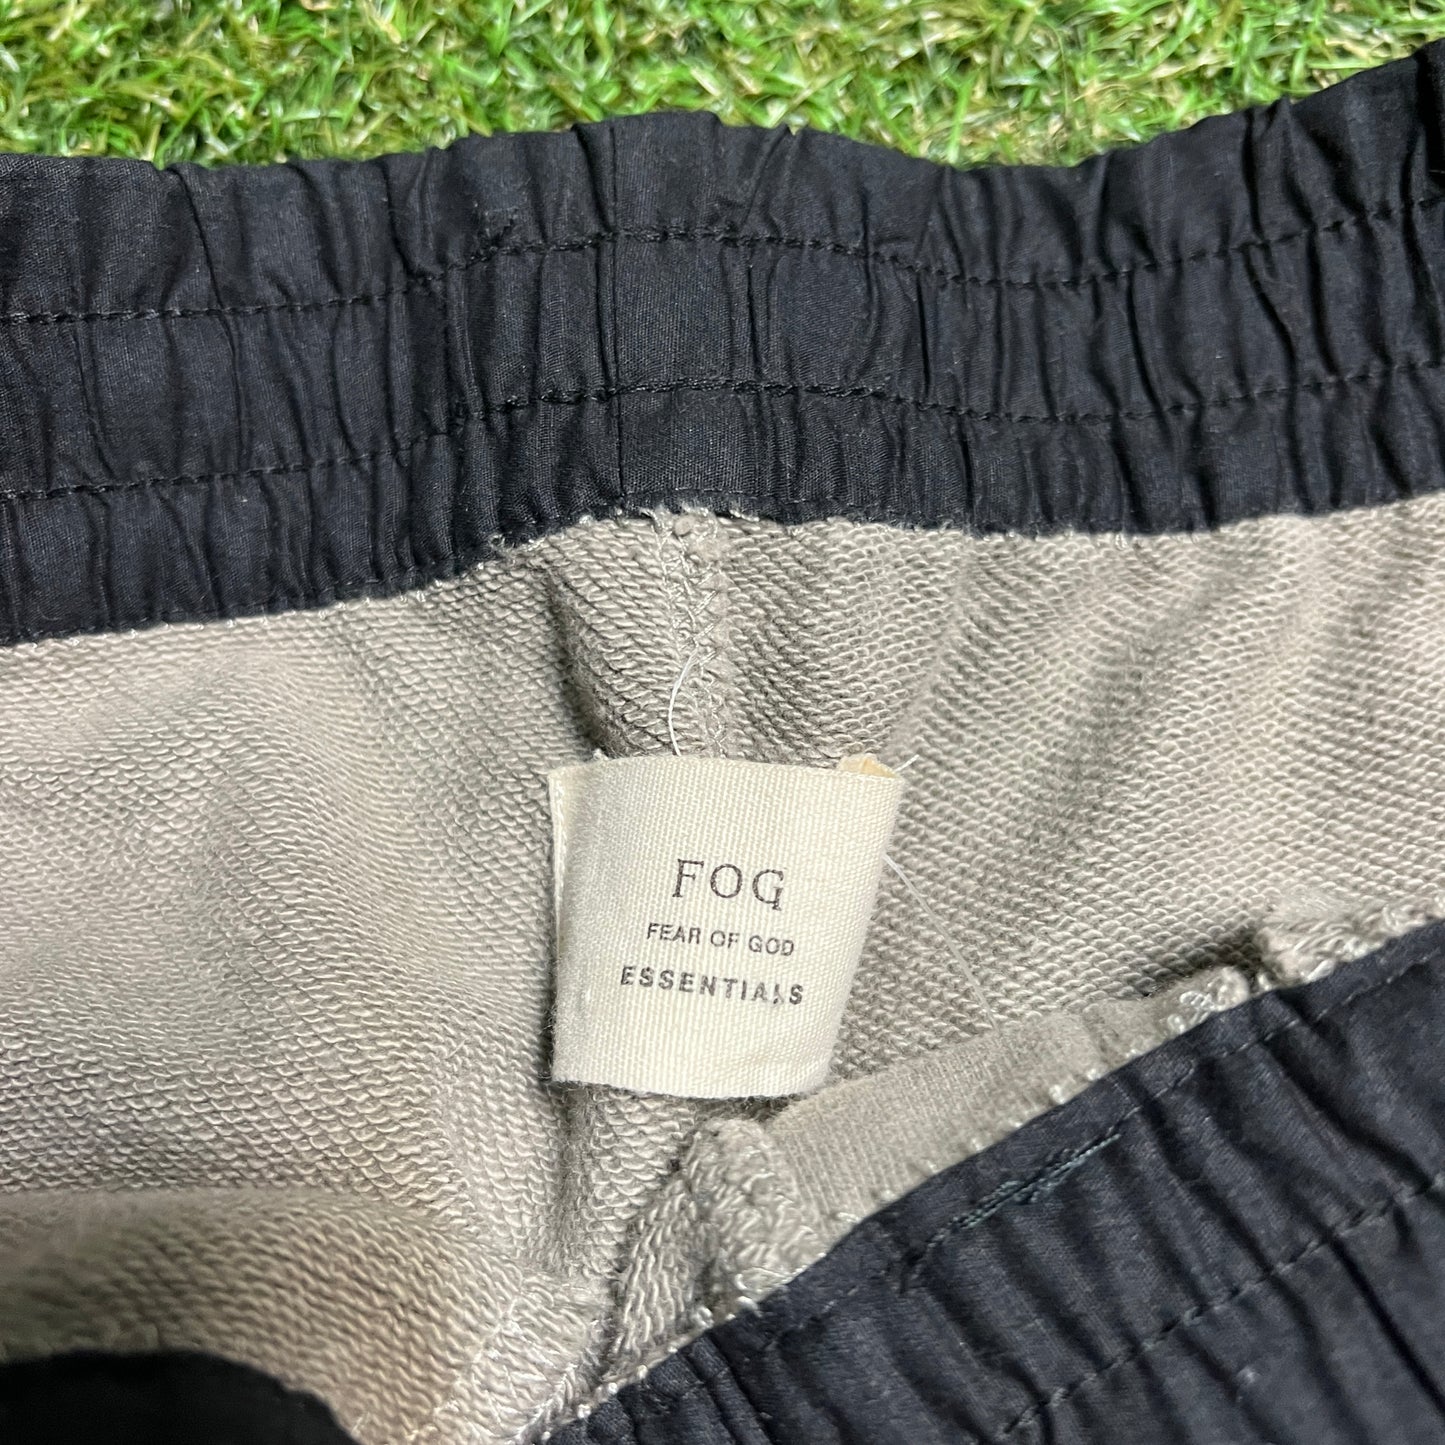 FOG
FEAR OF GOD
ESSENTIALS